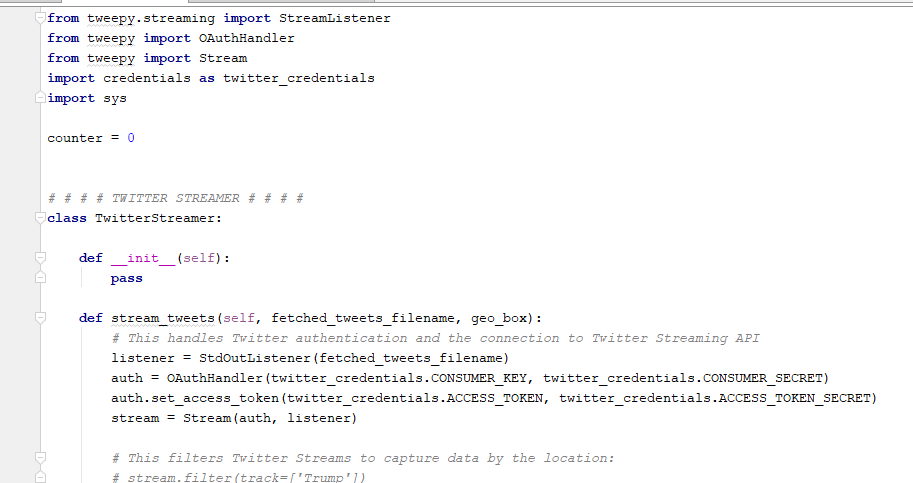 from tweepy.streaming import StreamListener
from tweepy import OAuthHandler
from tweepy import Stream
import credentials as twitter_credentials
import sys
counter = 0
# # # # TWITTER STREAMER # # # #
class TwitterStreamer:
def __init__(self):
pass
def stream_tweets(self, fetched_tweets_filename, geo_box):
# This handles Twitter authentication and the connection to Twitter Streaming API
listener = StdOutListener(fetched_tweets_filename)
auth = OAuthHandler(twitter_credentials.CONSUMER_KEY, twitter_credentials.CONSUMER_SECRET)
auth.set_access_token(twitter_credentials.ACCESS_TOKEN, twitter_credentials.ACCESS_TOKEN_SECRET)
stream = Stream(auth, listener)
# This filters Twitter Streams to capture data by the location:
# stream.filter(track=['Trump'])